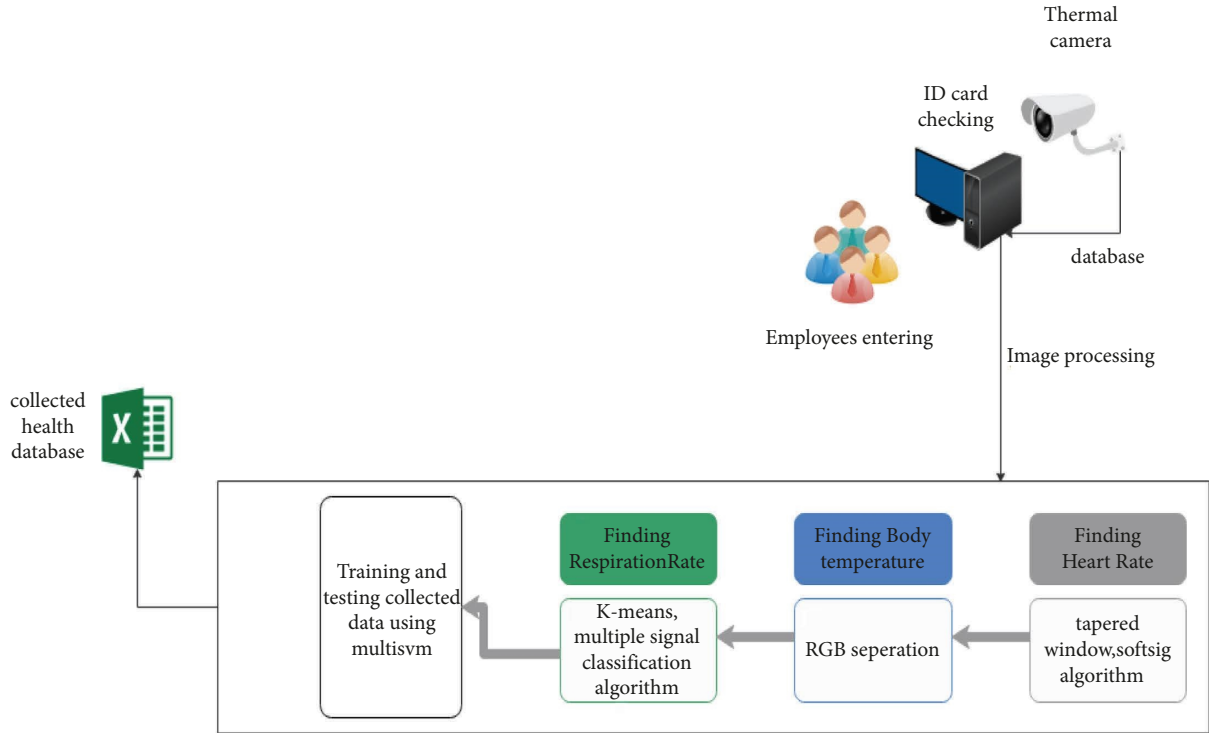 Thermal
camera
ID card
checking
database
Employees entering
Image processing
collected
health
database
X
Training and
testing collected
data using
multisvm
Finding
RespirationRate
K-means,
multiple signal
classification
algorithm
Finding Body
temperature
RGB seperation
Finding
Heart Rate
tapered
window,softsig
algorithm